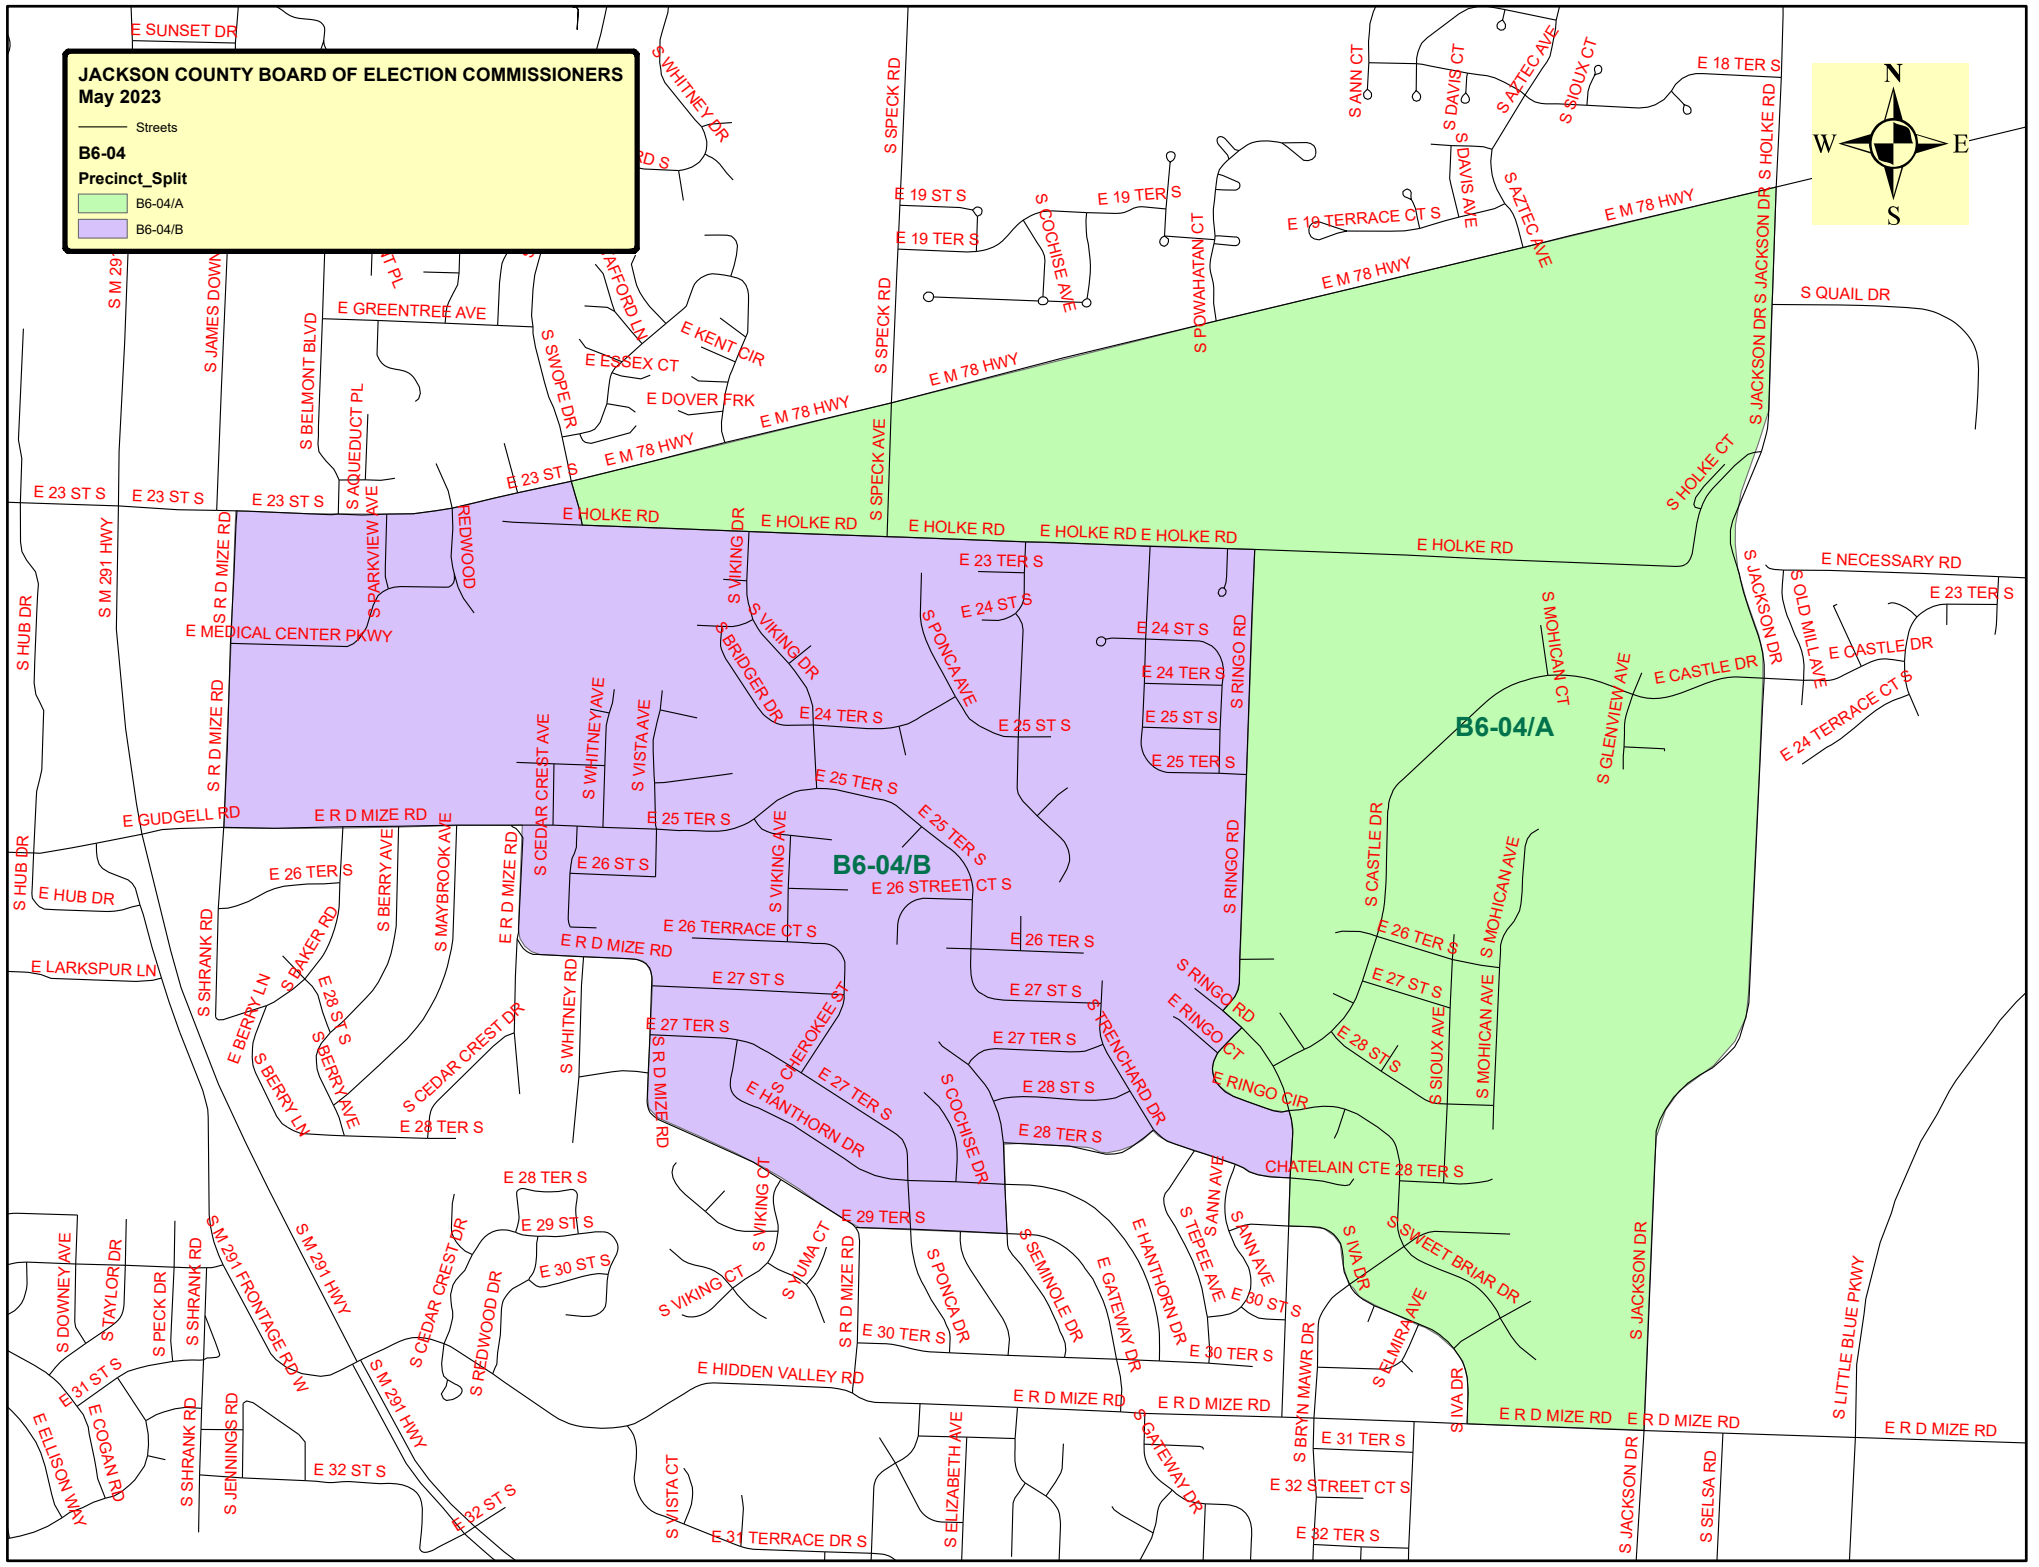 E SUNSET DR
JACKSON COUNTY BOARD OF ELECTION COMMISSIONERS
May 2023
Streets
B6-04
Precinct_Split
B6-04/A
B6-04/B
N
W E
S
S WHITNEY DR
RD S
S SPECK RD
S ANN CT
S DAVIS CT
S AZTEC AVE
S SIOUX CT
E 18 TER S
S HOLKE RD
S DAVIS AVE
S AZTEC AVE
E 19 ST S
E 19 TER S
S COCHISE AVE
E 19 TER S
S POWAHATAN CT
E 19 TERRACE CT S
E M 78 HWY
E M 78 HWY
S JACKSON DR
S JACKSON DR
S JACKSON DR
S QUAIL DR
S M 29
S JAMES DOWN
NT PL
AFFORD LN
E GREENTREE AVE
S BELMONT BLVD
S SWOPE DR
E KENT CIR
E ESSEX CT
E DOVER FRK
S SPECK RD
E M 78 HWY
E M 78 HWY
E M 78 HWY
S AQUEDUCT PL
E 23 ST S
E 23 ST S
E 23 ST S
E 23 ST S
S SPECK AVE
S HOLKE CT
S M 291 HWY
S R D MIZE RD
S PARKVIEW AVE
REDWOOD
E HOLKE RD
E HOLKE RD
E HOLKE RD
E HOLKE RD
E HOLKE RD
E HOLKE RD
S VIKING DR
E 23 TER S
E 24 ST S
S JACKSON DR
E NECESSARY RD
E 23 TER S
S OLD MILL AVE
E CASTLE DR
E 24 TERRACE CT S
S HUB DR
E MEDICAL CENTER PKWY
S VIKING DR
S BRIDGER DR
S PONCA AVE
E 24 ST S
E 24 TER S
S RINGO RD
S MOHICAN CT
S GLENVIEW AVE
E CASTLE DR
S R D MIZE RD
S WHITNEY AVE
S VISTA AVE
E 24 TER S
E 25 ST S
E 25 ST S
E 25 TER S
B6-04/A
S CEDAR CREST AVE
E 25 TER S
E GUDGELL RD
E R D MIZE RD
E 25 TER S
E 25 TER S
S CASTLE DR
S HUB DR
E HUB DR
E 26 TER S
S BERRY AVE
S MAYBROOK AVE
E R D MIZE RD
E 26 ST S
S VIKING AVE
B6-04/B
E 26 STREET CT S
S RINGO RD
S MOHICAN AVE
S SHRANK RD
S BAKER RD
E R D MIZE RD
E 26 TERRACE CT S
E 26 TER S
E 26 TER S
E LARKSPUR LN
E BERRY LN
E 28 ST S
S WHITNEY RD
E 27 ST S
E 27 ST S
S RINGO RD
E 27 ST S
S MOHICAN AVE
S BERRY LN
S BERRY AVE
S CEDAR CREST DR
E 27 TER S
S CHEROKEE ST
S TRENCHARD DR
E RINGO CT
E 28 ST S
S SIOUX AVE
E 28 TER S
S R D MIZE RD
E HANTHORN DR
E 27 TER S
S COCHISE DR
E 27 TER S
E 28 ST S
E 28 TER S
E RINGO CIR
CHATELAIN CT
E 28 TER S
E 28 TER S
E 29 ST S
E 30 ST S
S VIKING CT
S VIKING CT
S YUMA CT
E 29 TER S
S R D MIZE RD
S PONCA DR
S SEMINOLE DR
E GATEWAY DR
E HANTHORN DR
S TEPEE AVE
S ANN AVE
S ANN AVE
E 30 ST S
S IVA DR
S SWEET BRIAR DR
S JACKSON DR
S DOWNEY AVE
S TAYLOR DR
S PECK DR
S SHRANK RD
S M 291 FRONTAGE RD W
S M 291 HWY
S CEDAR CREST DR
S REDWOOD DR
E 30 TER S
E 30 TER S
S BRYN MAWR DR
S ELMIRA AVE
S IVA DR
S LITTLE BLUE PKWY
E 31 ST S
E ELLISON WAY
E COGAN RD
S SHRANK RD
S JENNINGS RD
S M 291 HWY
E HIDDEN VALLEY RD
E R D MIZE RD
E R D MIZE RD
E R D MIZE RD
E R D MIZE RD
E R D MIZE RD
E 32 ST S
E 32 ST S
S VISTA CT
E 31 TERRACE DR S
S ELIZABETH AVE
S GATEWAY DR
E 31 TER S
E 32 STREET CT S
E 32 TER S
S JACKSON DR
S SELSA RD